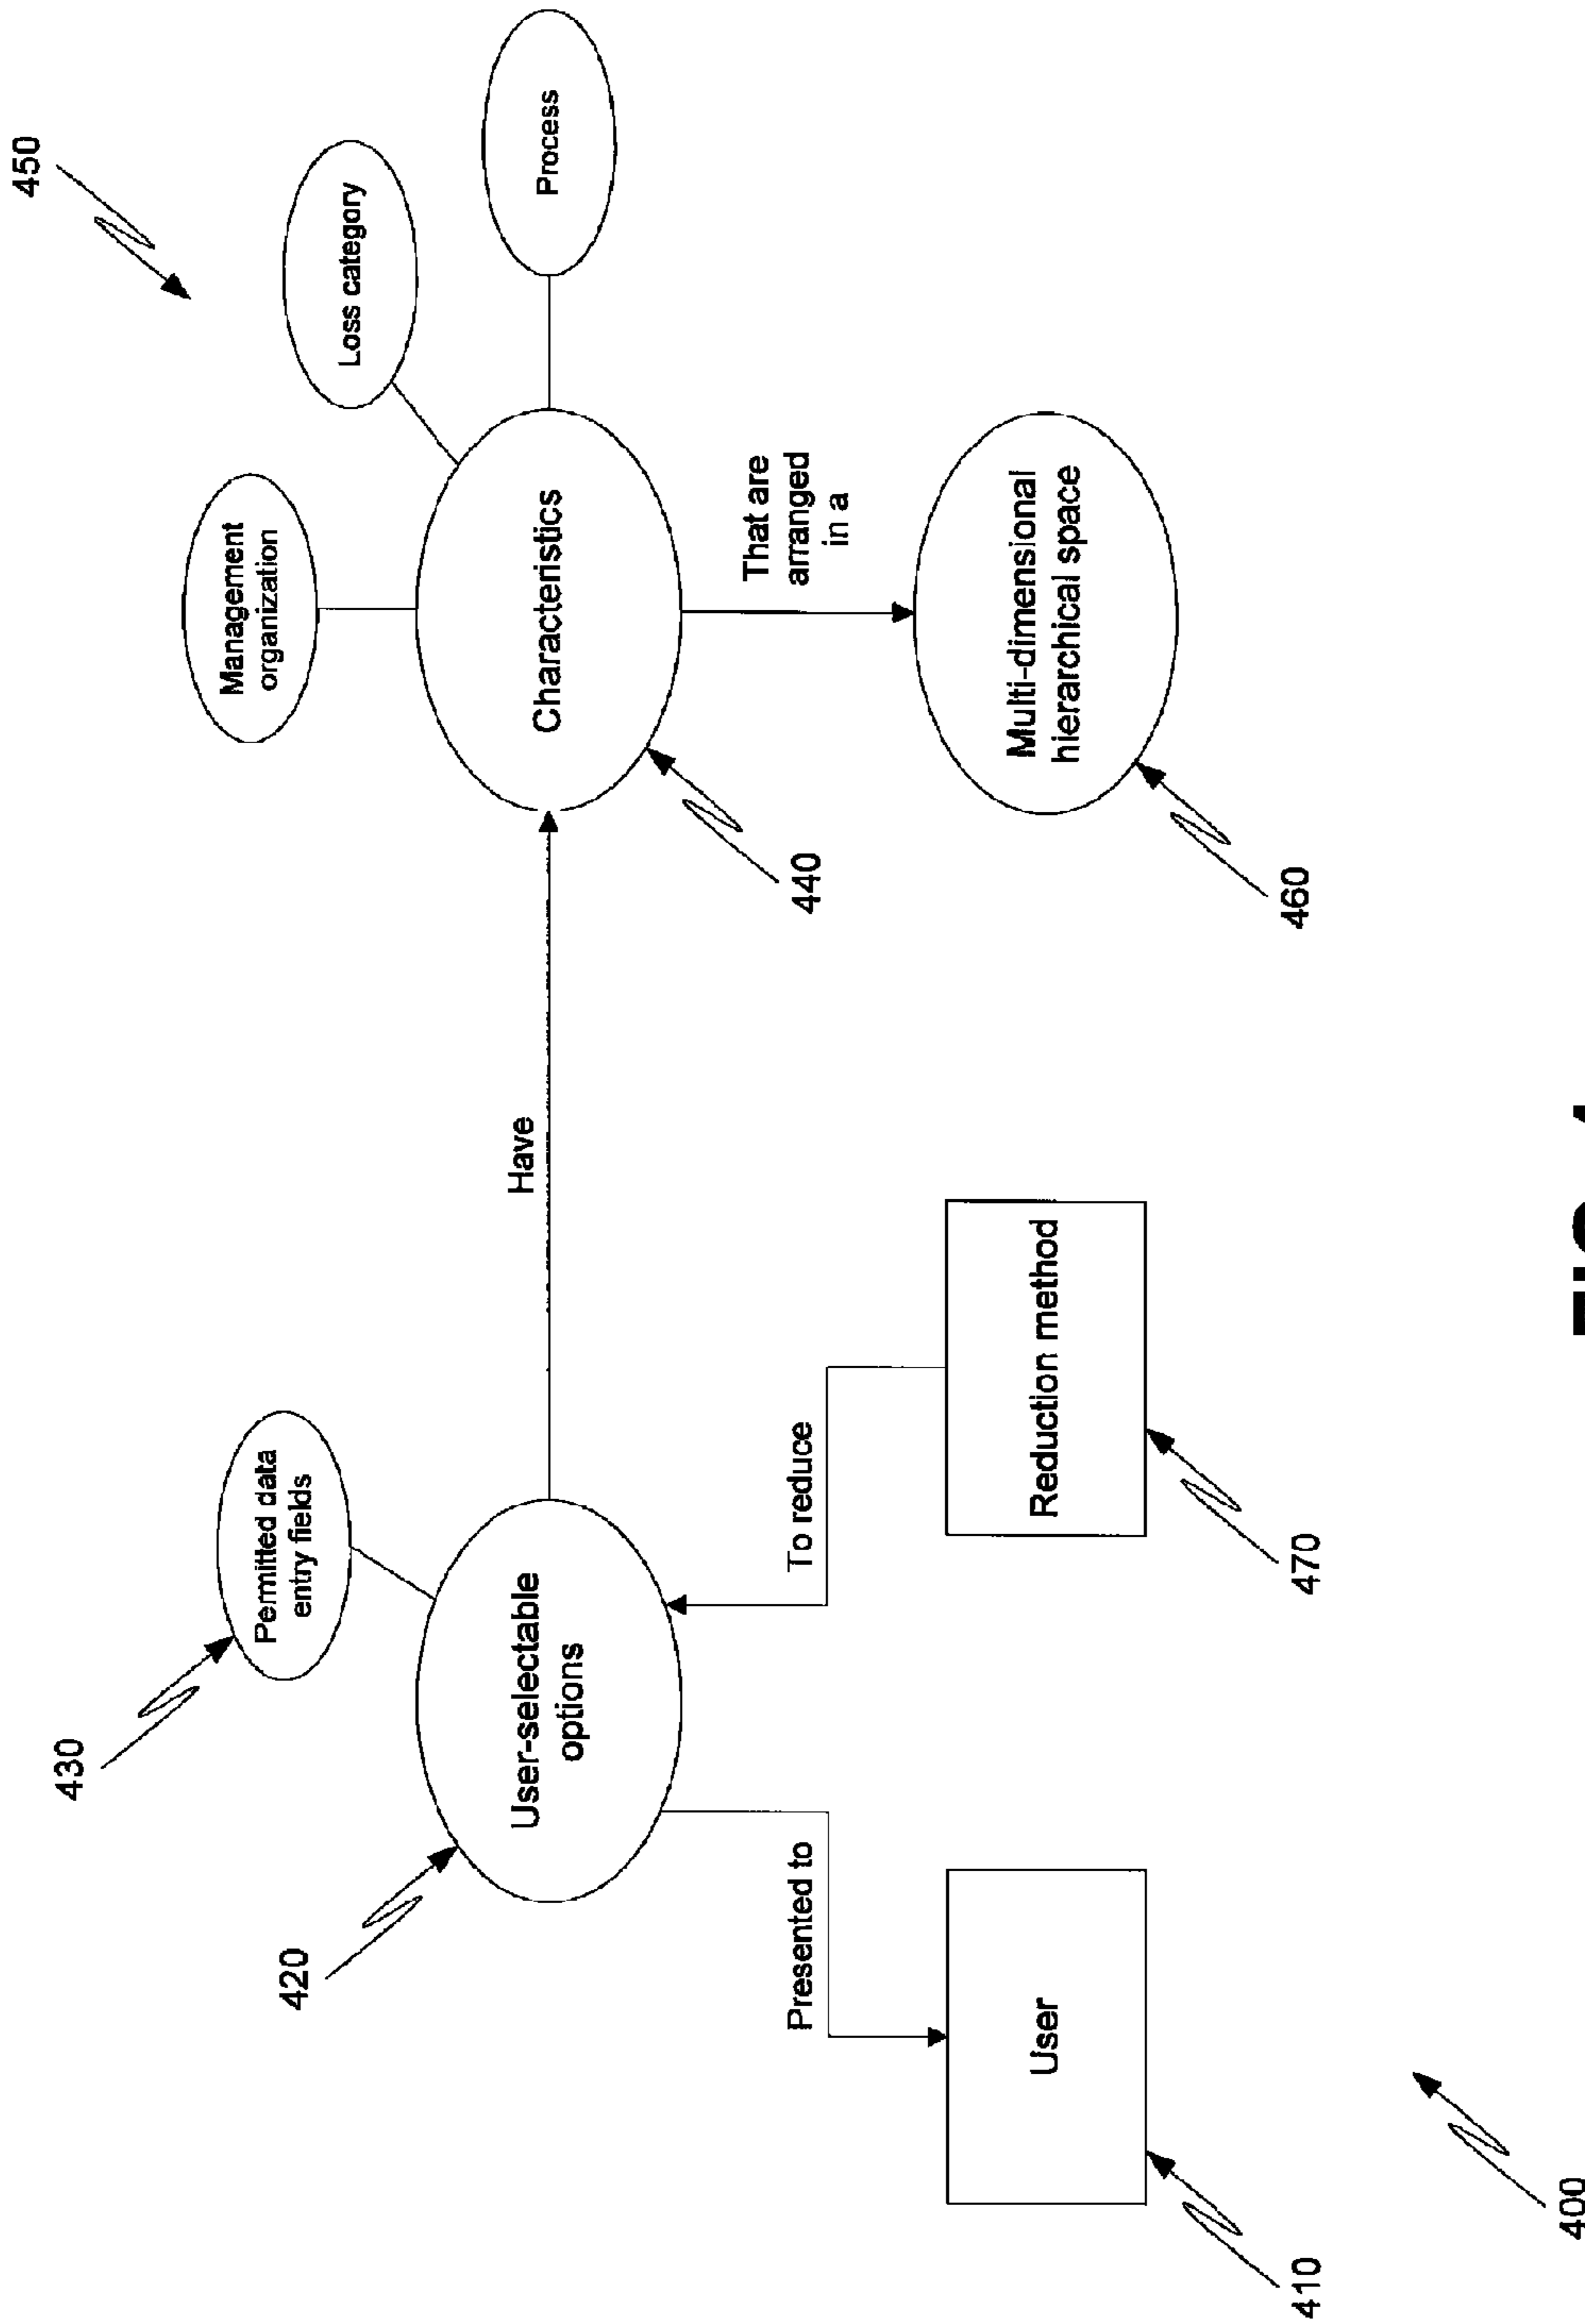 450
Management
organization
Loss category
Process
430
Permitted data
entry fields
420
User-selectable
options
Have
Characteristics
440
Presented to
To reduce
That are
arranged
in a
User
410
Reduction method
470
Multi-dimensional
hierarchical space
460
400